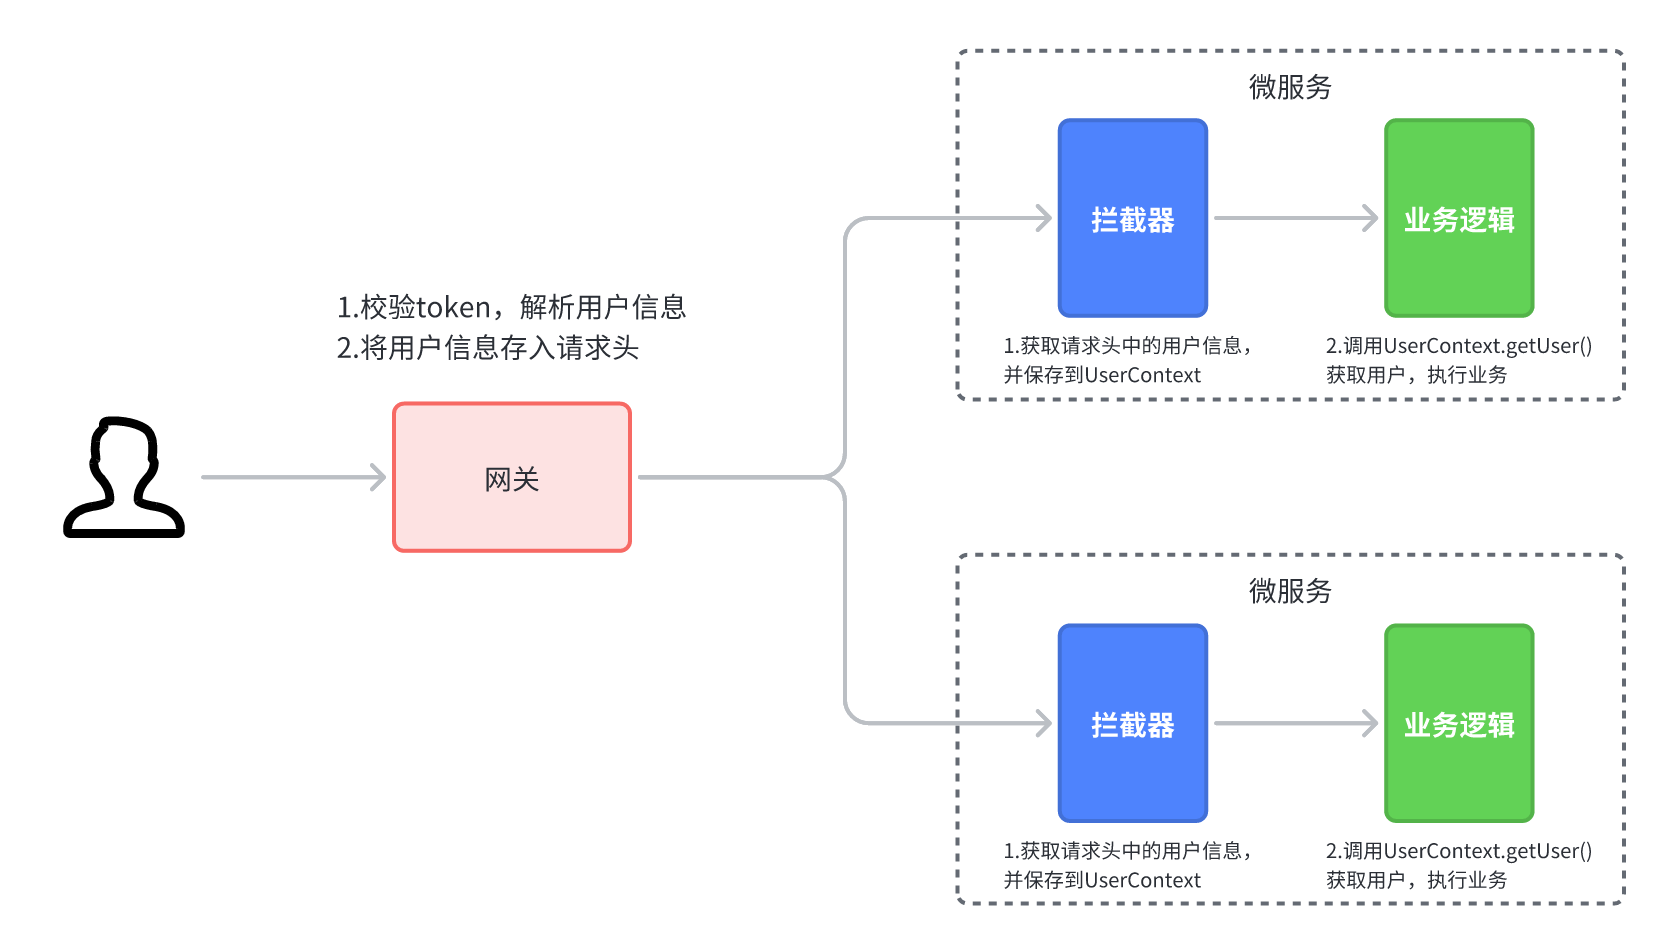 1.校验token，解析用户信息
2.将用户信息存入请求头
网关
微服务
拦截器
业务逻辑
1.获取请求头中的用户信息，
并保存到UserContext
2.调用UserContext.getUser()
获取用户，执行业务
微服务
拦截器
业务逻辑
1.获取请求头中的用户信息，
并保存到UserContext
2.调用UserContext.getUser()
获取用户，执行业务